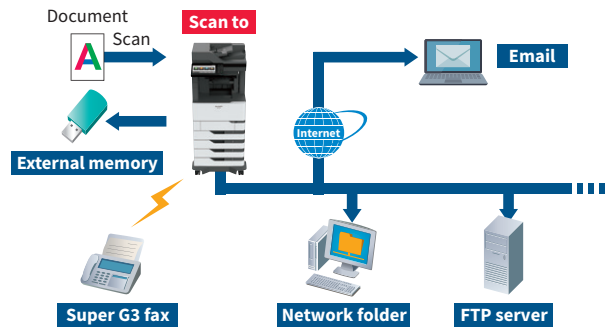 Document
Scan to
Scan
A
Email
Internet
External memory
Super G3 fax
Network folder
FTP server